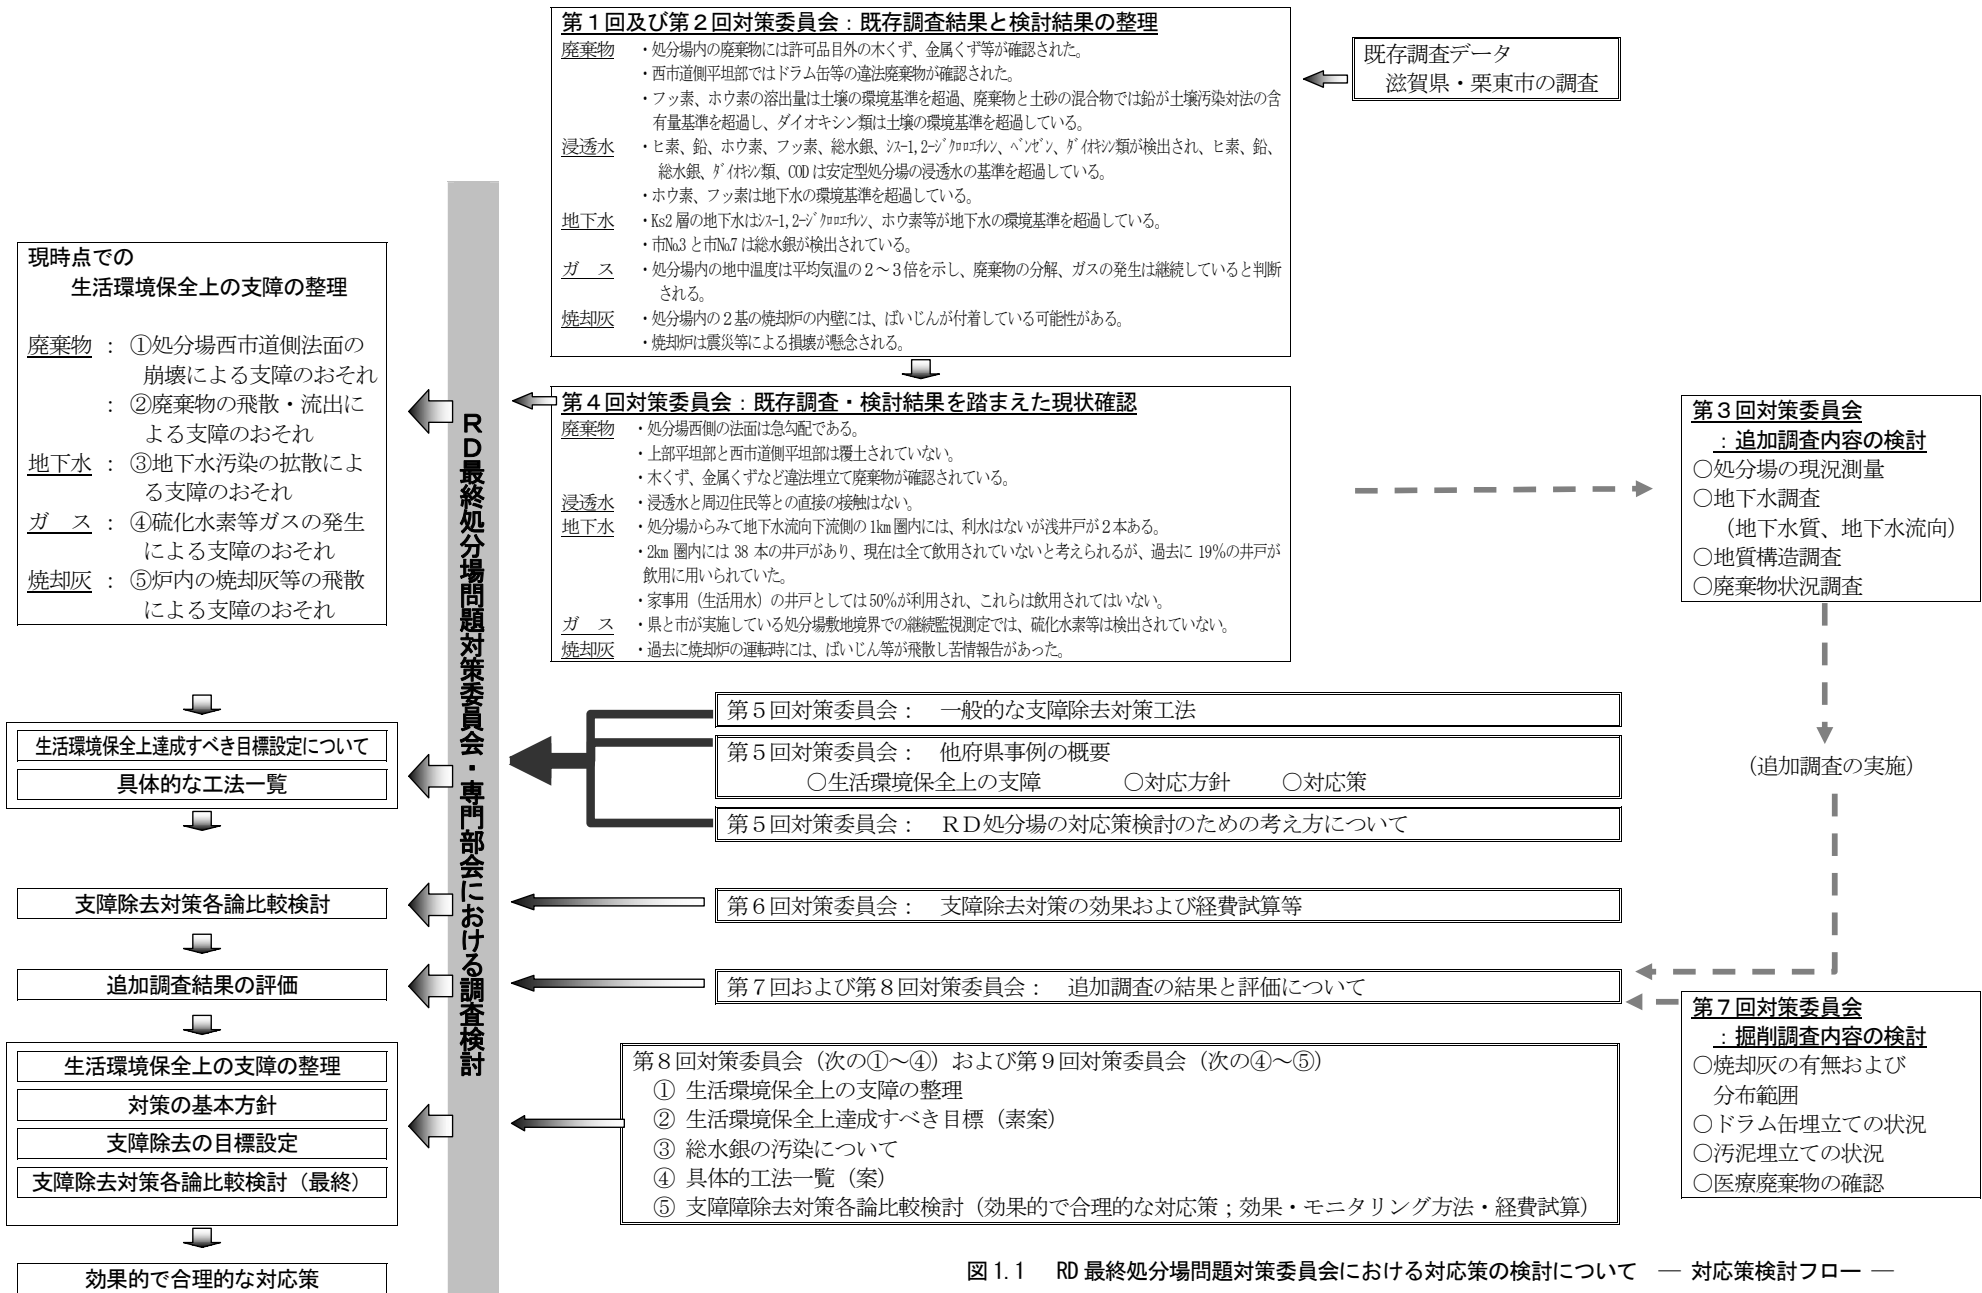 第１回及び第２回対策委員会：既存調査結果と検討結果の整理
廃棄物　・処分場内の廃棄物には許可品目外の木くず、金属くず等が確認された。
・西市道側平坦部ではドラム缶等の違法廃棄物が確認された。
・フッ素、ホウ素の溶出量は土壌の環境基準を超過、廃棄物と土砂の混合物では鉛が土壌汚染対法の含
有量基準を超過し、ダイオキシン類は土壌の環境基準を超過している。
浸透水　・ヒ素、鉛、ホウ素、フッ素、総水銀、ｼｽ-1,2-ｼﾞｸﾛﾛｴﾁﾚﾝ、ﾍﾞﾝｾﾞﾝ、ﾀﾞｲｵｷｼﾝ類が検出され、ヒ素、鉛、
総水銀、ﾀﾞｲｵｷｼﾝ類、COD は安定型処分場の浸透水の基準を超過している。
・ホウ素、フッ素は地下水の環境基準を超過している。
地下水　・Ks2 層の地下水はｼｽ-1,2-ｼﾞｸﾛﾛｴﾁﾚﾝ、ホウ素等が地下水の環境基準を超過している。
・市№3 と市№7 は総水銀が検出されている。
ガ　ス　・処分場内の地中温度は平均気温の２～３倍を示し、廃棄物の分解、ガスの発生は継続していると判断
される。
焼却灰　・処分場内の２基の焼却炉の内壁には、ばいじんが付着している可能性がある。
・焼却炉は震災等による損壊が懸念される。
既存調査データ
滋賀県・栗東市の調査
現時点での
生活環境保全上の支障の整理
廃棄物 ： ①処分場西市道側法面の
崩壊による支障のおそれ
： ②廃棄物の飛散・流出に
よる支障のおそれ
地下水 ： ③地下水汚染の拡散によ
る支障のおそれ
ガ　ス ： ④硫化水素等ガスの発生
による支障のおそれ
焼却灰 ： ⑤炉内の焼却灰等の飛散
による支障のおそれ
ＲＤ最終処分場問題対策委員会・専門部会における調査検討
第４回対策委員会：既存調査・検討結果を踏まえた現状確認
廃棄物　・処分場西側の法面は急勾配である。
・上部平坦部と西市道側平坦部は覆土されていない。
・木くず、金属くずなど違法埋立て廃棄物が確認されている。
浸透水　・浸透水と周辺住民等との直接の接触はない。
地下水　・処分場からみて地下水流向下流側の 1km 圏内には、利水はないが浅井戸が２本ある。
・2km 圏内には 38 本の井戸があり、現在は全て飲用されていないと考えられるが、過去に 19％の井戸が
飲用に用いられていた。
・家事用（生活用水）の井戸としては 50％が利用され、これらは飲用されてはいない。
ガ　ス　・県と市が実施している処分場敷地境界での継続監視測定では、硫化水素等は検出されていない。
焼却灰　・過去に焼却炉の運転時には、ばいじん等が飛散し苦情報告があった。
第３回対策委員会
：追加調査内容の検討
○処分場の現況測量
○地下水調査
（地下水質、地下水流向）
○地質構造調査
○廃棄物状況調査
（追加調査の実施）
生活環境保全上達成すべき目標設定について
具体的な工法一覧
第５回対策委員会：　一般的な支障除去対策工法
第５回対策委員会：　他府県事例の概要
○生活環境保全上の支障　　○対応方針　　○対応策
第５回対策委員会：　ＲＤ処分場の対応策検討のための考え方について
支障除去対策各論比較検討
第６回対策委員会：　支障除去対策の効果および経費試算等
追加調査結果の評価
第７回および第８回対策委員会：　追加調査の結果と評価について
第７回対策委員会
：掘削調査内容の検討
○焼却灰の有無および
分布範囲
○ドラム缶埋立ての状況
○汚泥埋立ての状況
○医療廃棄物の確認
生活環境保全上の支障の整理
対策の基本方針
支障除去の目標設定
支障除去対策各論比較検討（最終）
第８回対策委員会（次の①～④）および第９回対策委員会（次の④～⑤）
① 生活環境保全上の支障の整理
② 生活環境保全上達成すべき目標（素案）
③ 総水銀の汚染について
④ 具体的工法一覧（案）
⑤ 支障障除去対策各論比較検討（効果的で合理的な対応策；効果・モニタリング方法・経費試算）
効果的で合理的な対応策
図 1.1　RD 最終処分場問題対策委員会における対応策の検討について　― 対応策検討フロー ―